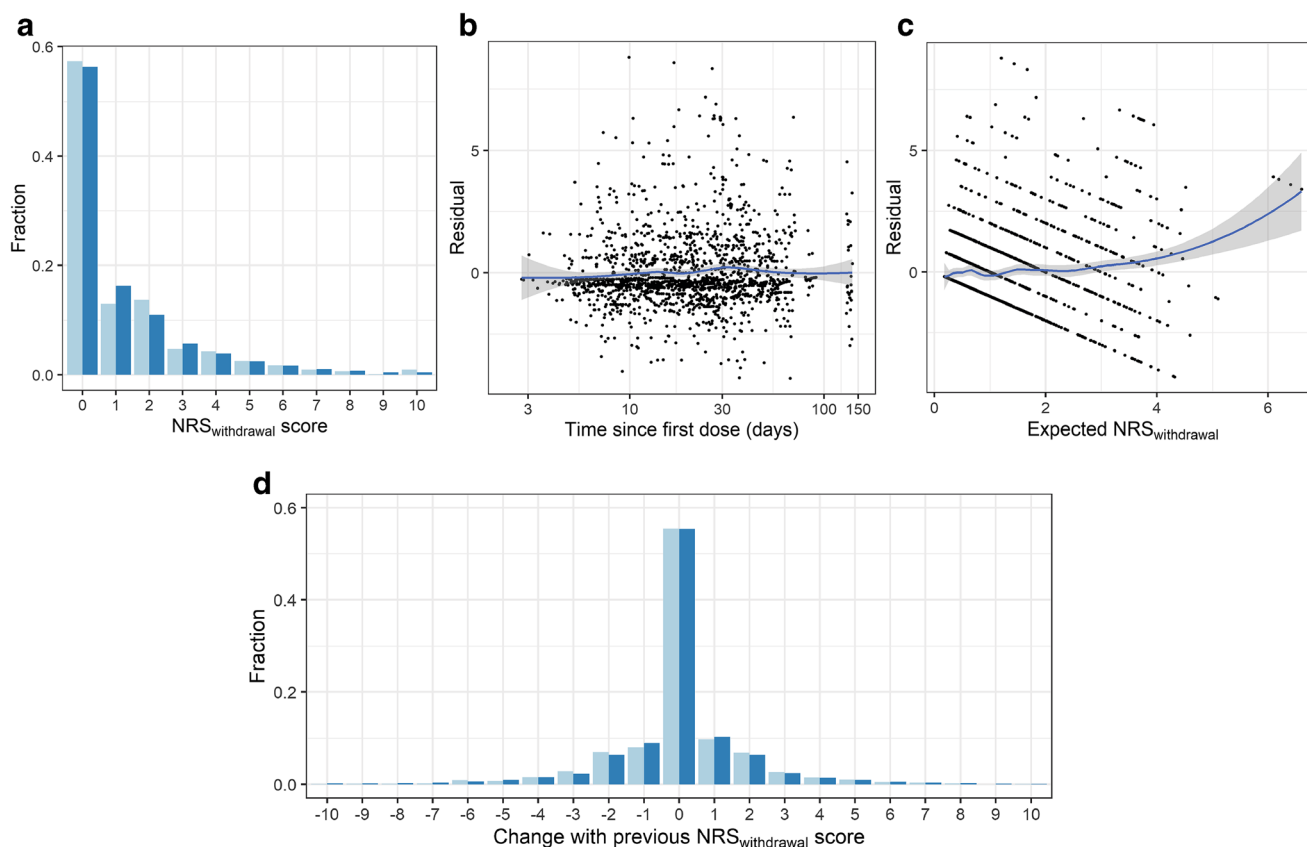 a
0.6
0.4
0.2
0.0
Fraction
0 1 2 3 4 5 6 7 8 9 10
NRSwithdrawal score
b
5
0
Residual
3 10 30 100 150
Time since first dose (days)
c
5
0
Residual
0 2 4 6
Expected NRSwithdrawal
d
0.6
0.4
0.2
0.0
Fraction
-10 -9 -8 -7 -6 -5 -4 -3 -2 -1 0 1 2 3 4 5 6 7 8 9 10
Change with previous NRSwithdrawal score